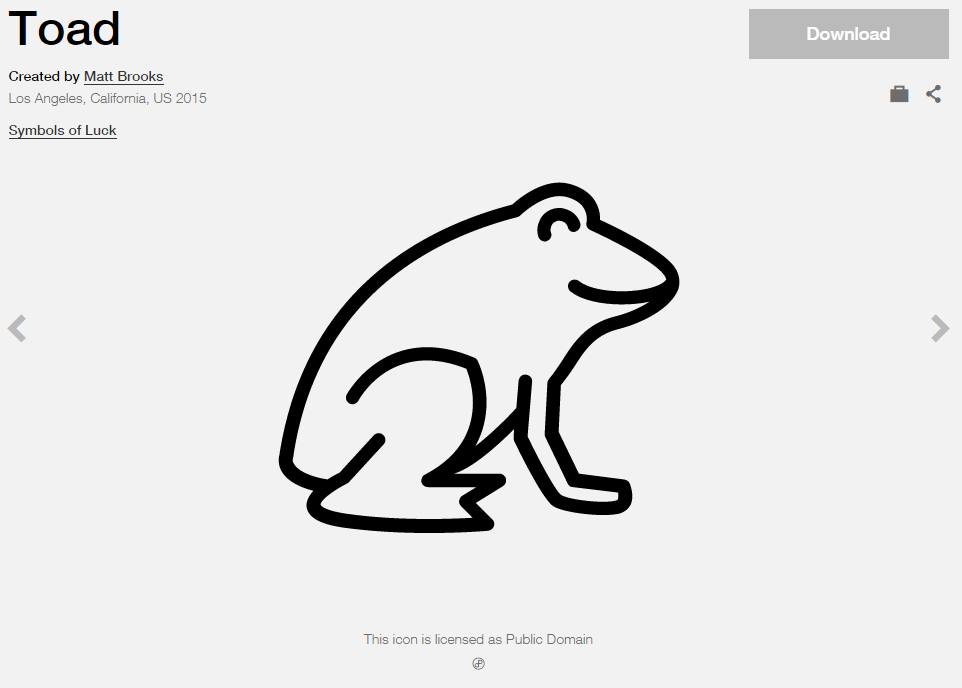 Toad
Download
Created by Matt Brooks
Los Angeles, California, US 2015
Symbols of Luck
This icon is licensed as Public Domain